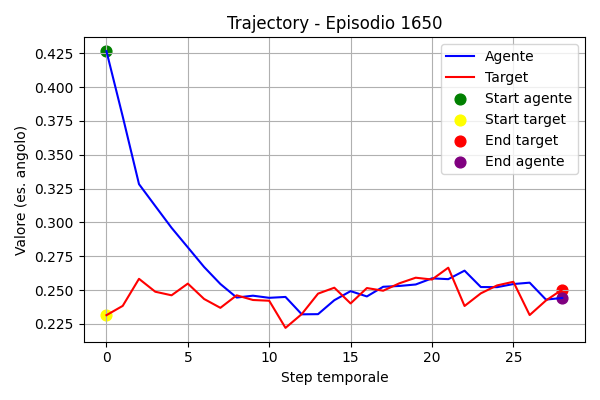 Trajectory - Episodio 1650
Valore (es. angolo)
0.425
0.400
0.375
0.350
0.325
0.300
0.275
0.250
0.225
Agente
Target
Start agente
Start target
End target
End agente
0 5 10 15 20 25
Step temporale